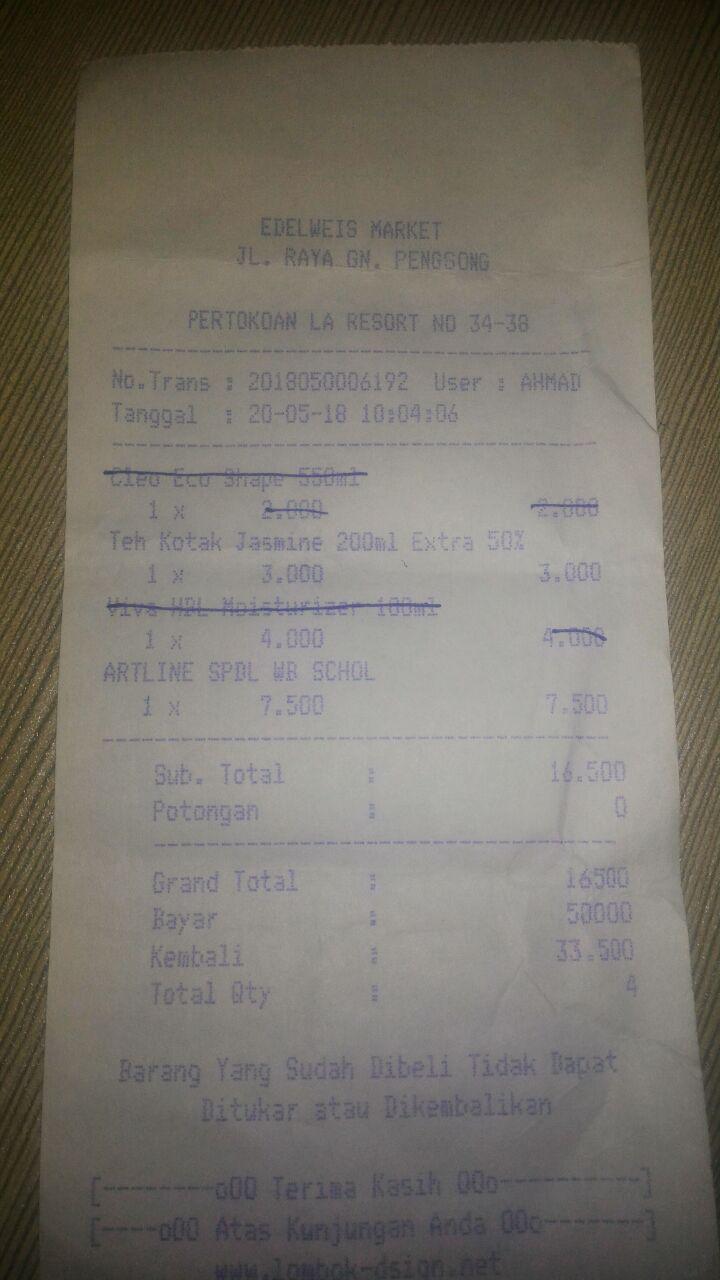 EDELWEIS MARKET
JL. RAYA GN. PENGSONG
PERTOKOAN LA RESORT NO 34-38
No.Trans : 2018050006192 User : AHMAD
Tanggal : 20-05-18 10:04:06
Cleo Eco Shape 550ml
1 x 2.000 2.000
Teh Kotak Jasmine 200ml Extra 50%
1 x 3.000 3.000
Viva HBL Moisturizer 100ml
1 x 4.000 4.000
ARTLINE SPDL WB SCHOL
1 x 7.500 7.500
Sub. Total : 16.500
Potongan : 0
Grand Total : 16500
Bayar : 50000
Kembali : 33.500
Total Qty : 4
Barang Yang Sudah Dibeli Tidak Dapat
Ditukar atau Dikembalikan
[--------oOO Terima Kasih OOo----------]
[----oOO Atas Kunjungan Anda OOo-------]
www.lombok-dsign.net